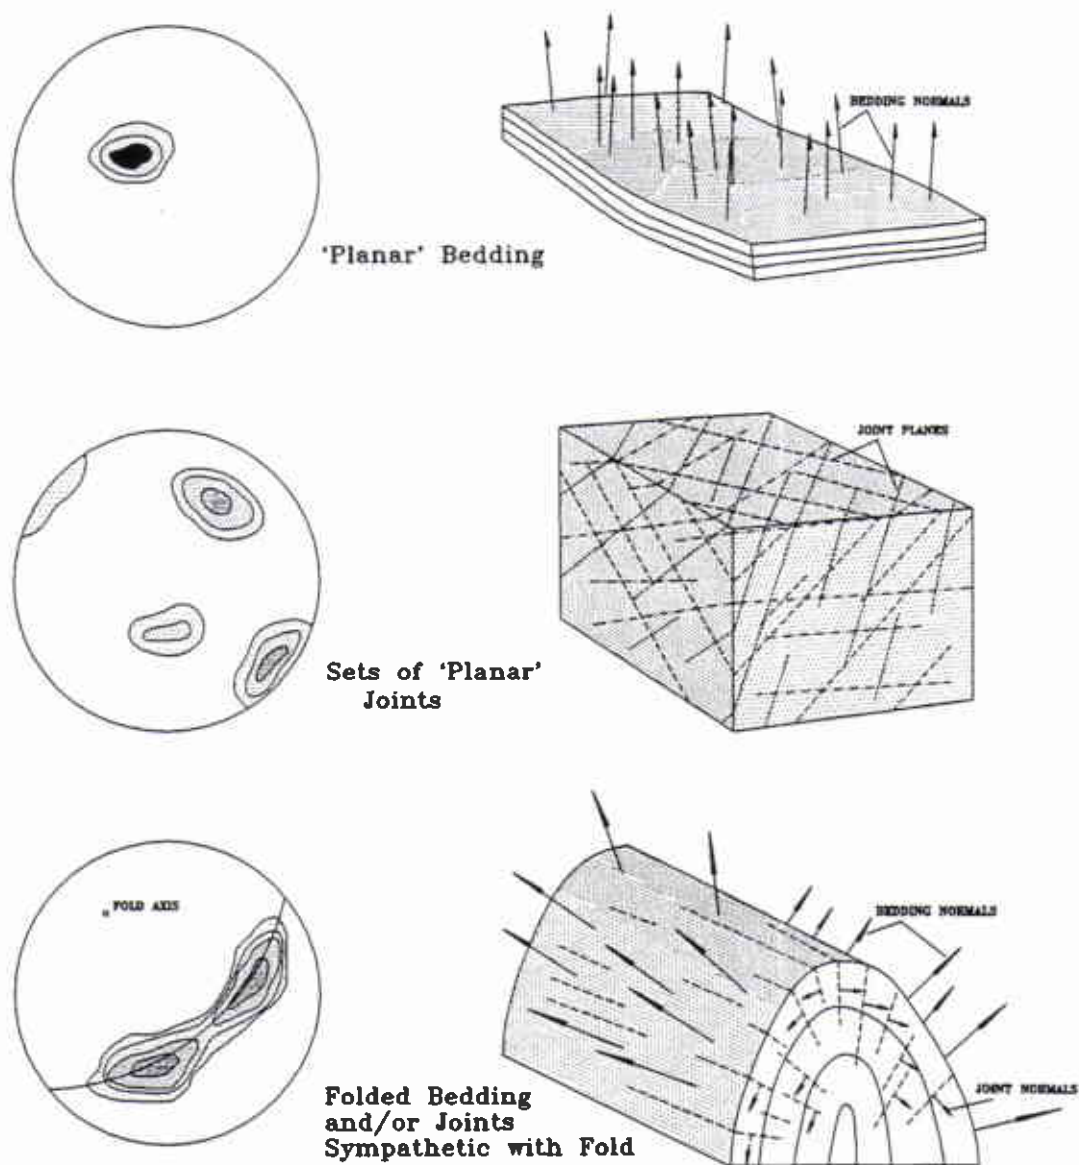 BEDDING NORMALS
'Planar' Bedding
JOINT PLANES
Sets of 'Planar'
Joints
FOLD AXIS
BEDDING NORMALS
JOINT NORMALS
Folded Bedding
and/or Joints
Sympathetic with Fold